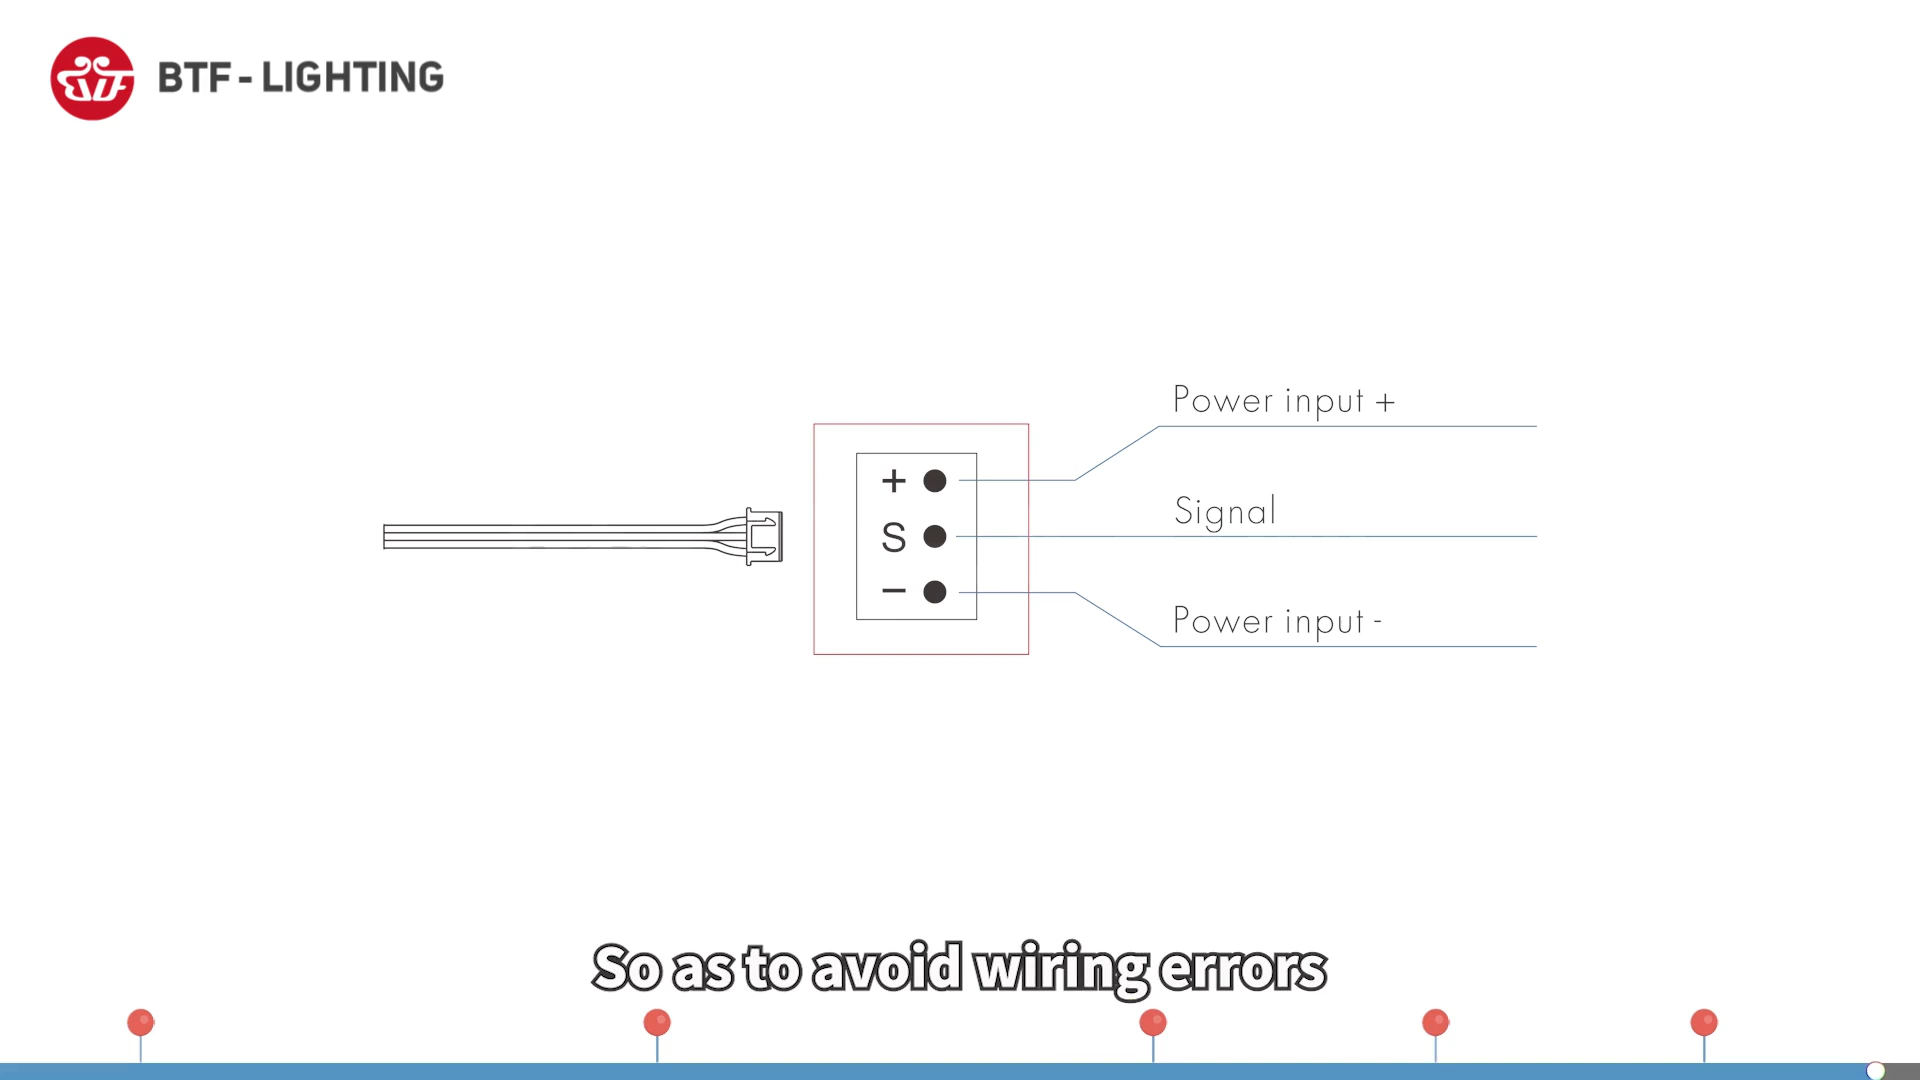 BTF - LIGHTING
Power input +
+
Signal
S
Power input -
−
So as to avoid wiring errors